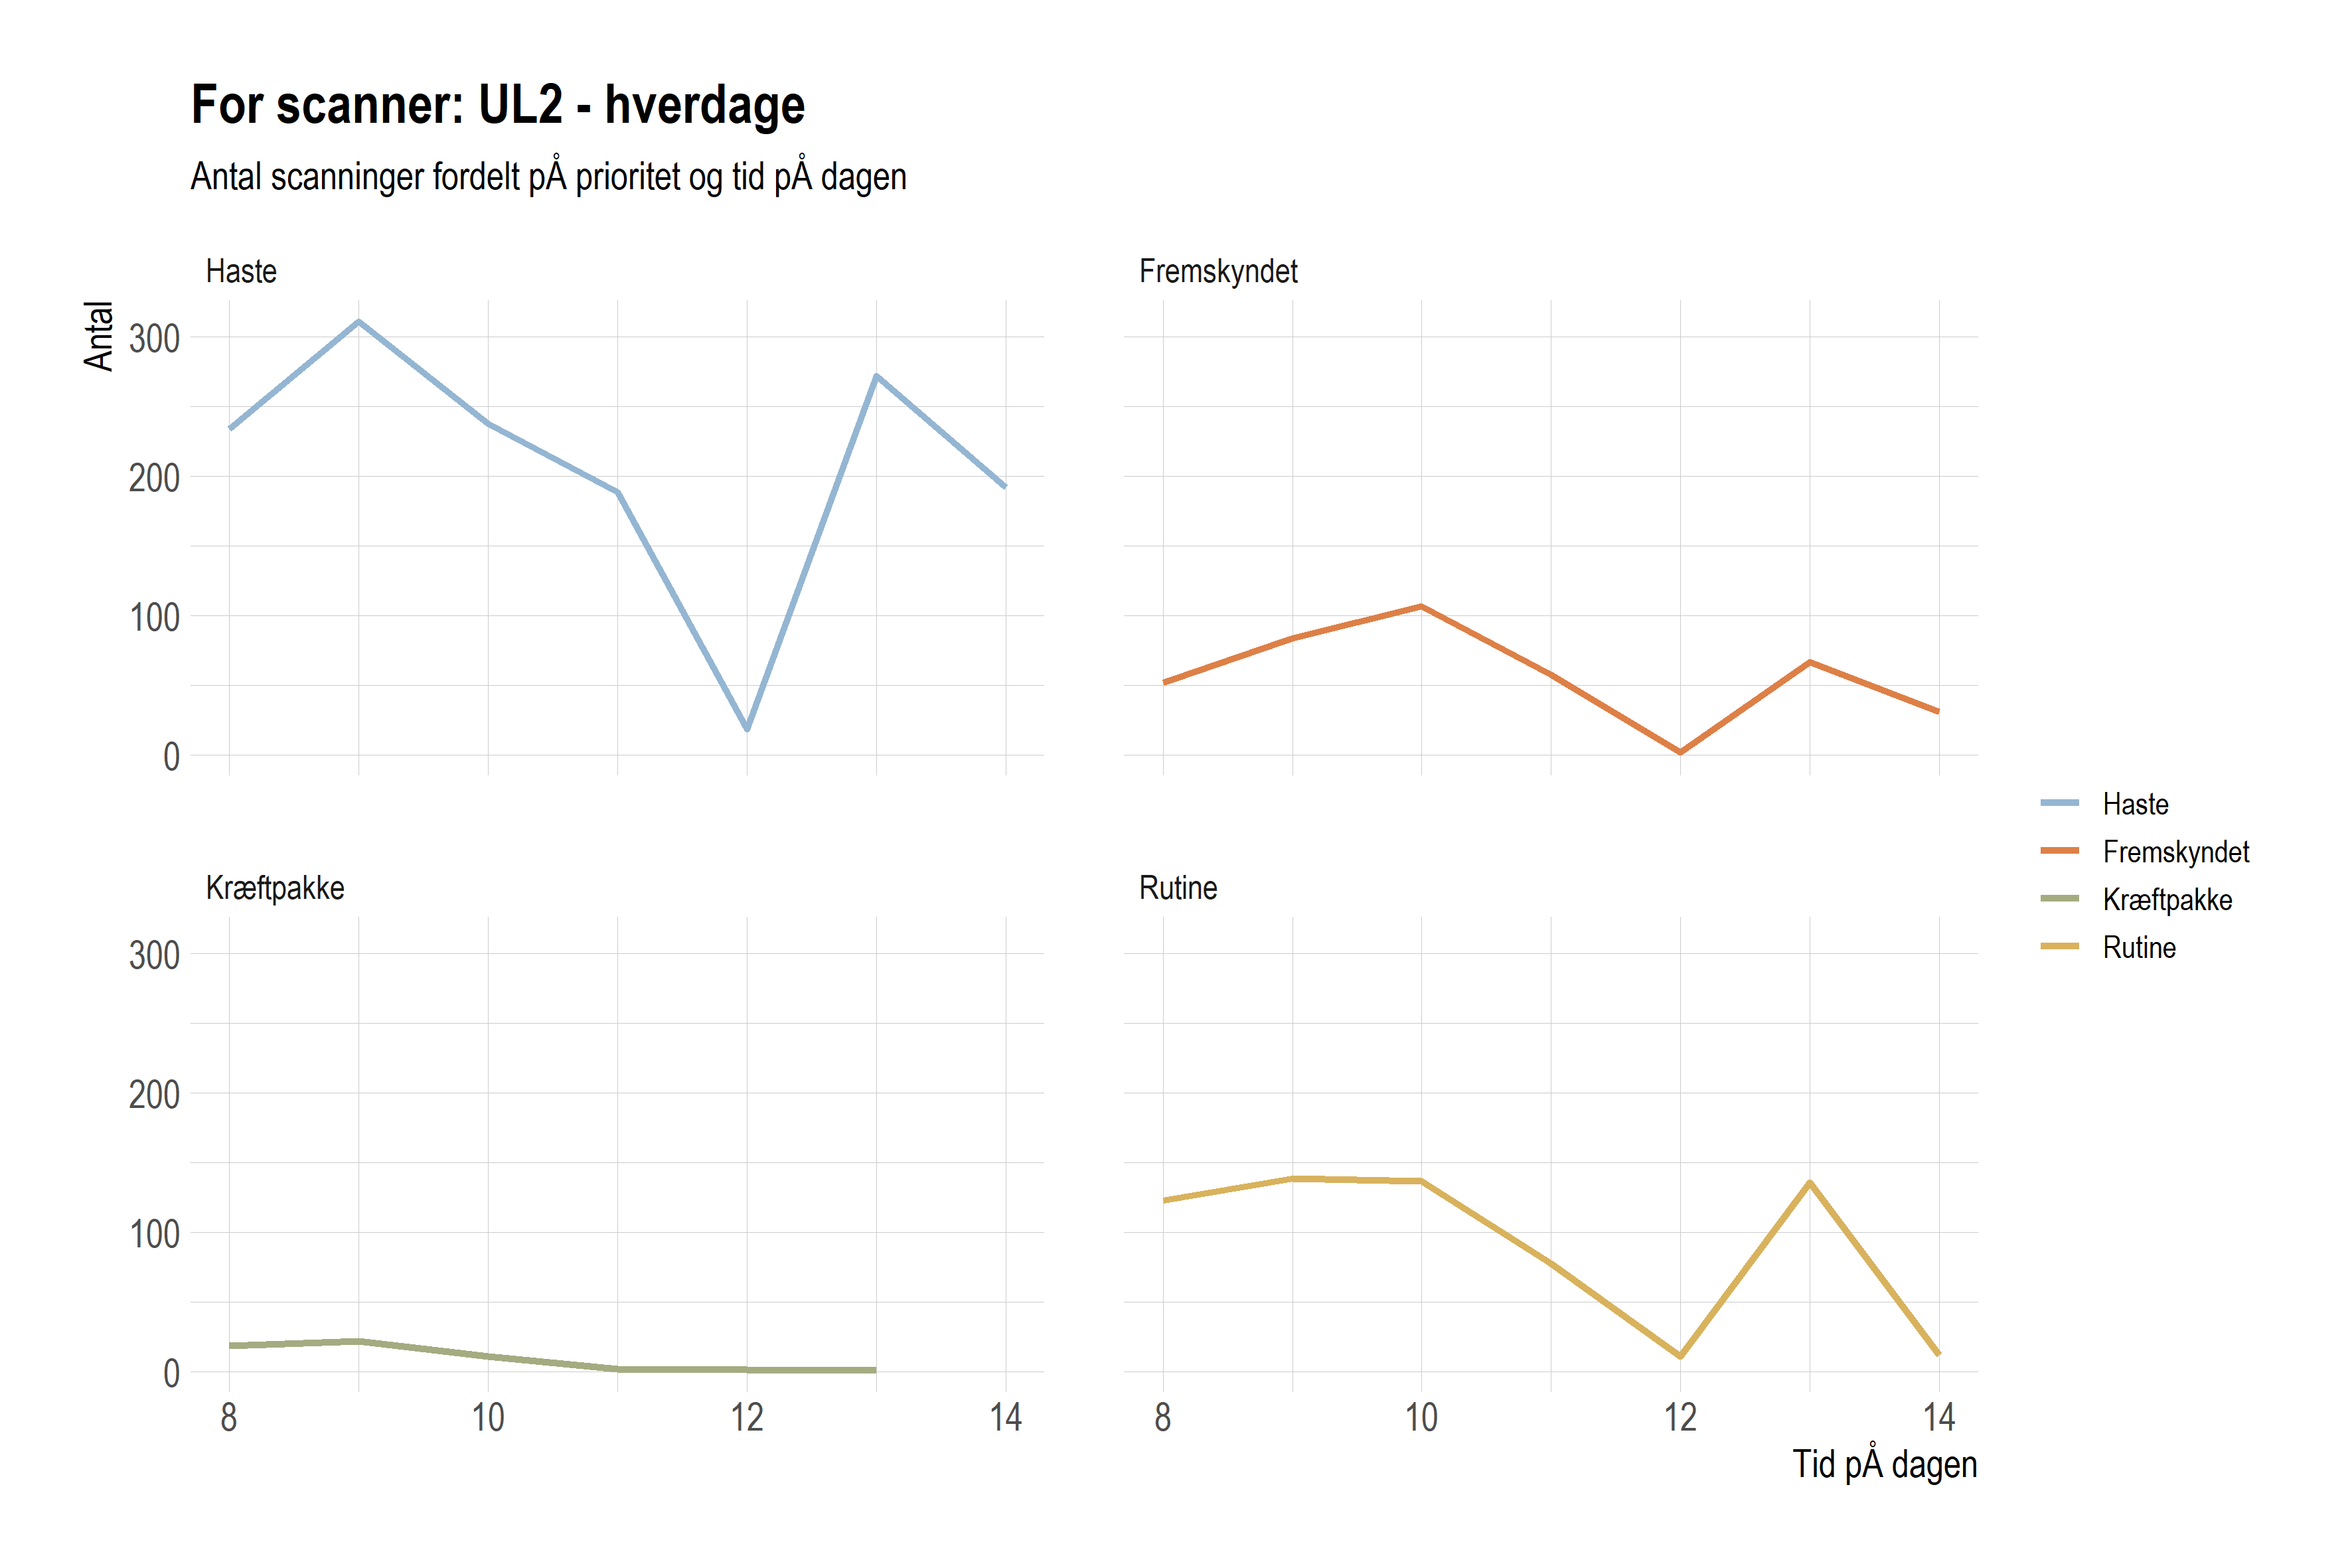 For scanner: UL2 - hverdage
Antal scanninger fordelt pÅ prioritet og tid pÅ dagen
Haste
Fremskyndet
Antal
300
200
100
0
Haste
Fremskyndet
Kræftpakke
Rutine
Kræftpakke
Rutine
300
200
100
0
8 10 12 14
8 10 12 14
Tid pÅ dagen